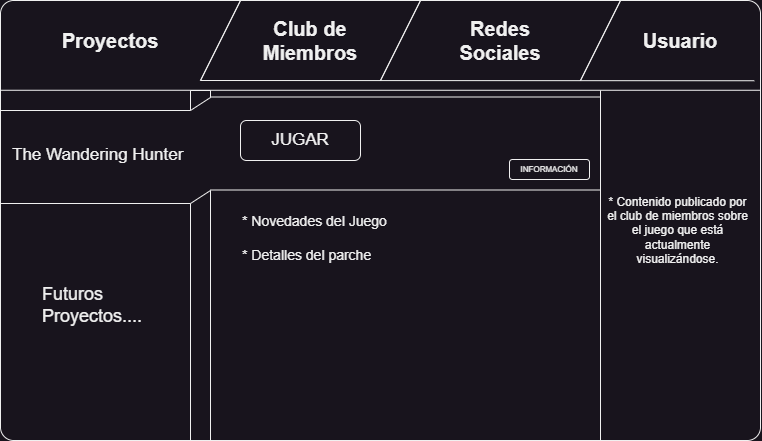 Proyectos
Club de
Miembros
Redes
Sociales
Usuario
The Wandering Hunter
JUGAR
INFORMACIÓN
* Novedades del Juego
* Detalles del parche
Futuros
Proyectos....
* Contenido publicado por
el club de miembros sobre
el juego que está
actualmente
visualizándose.